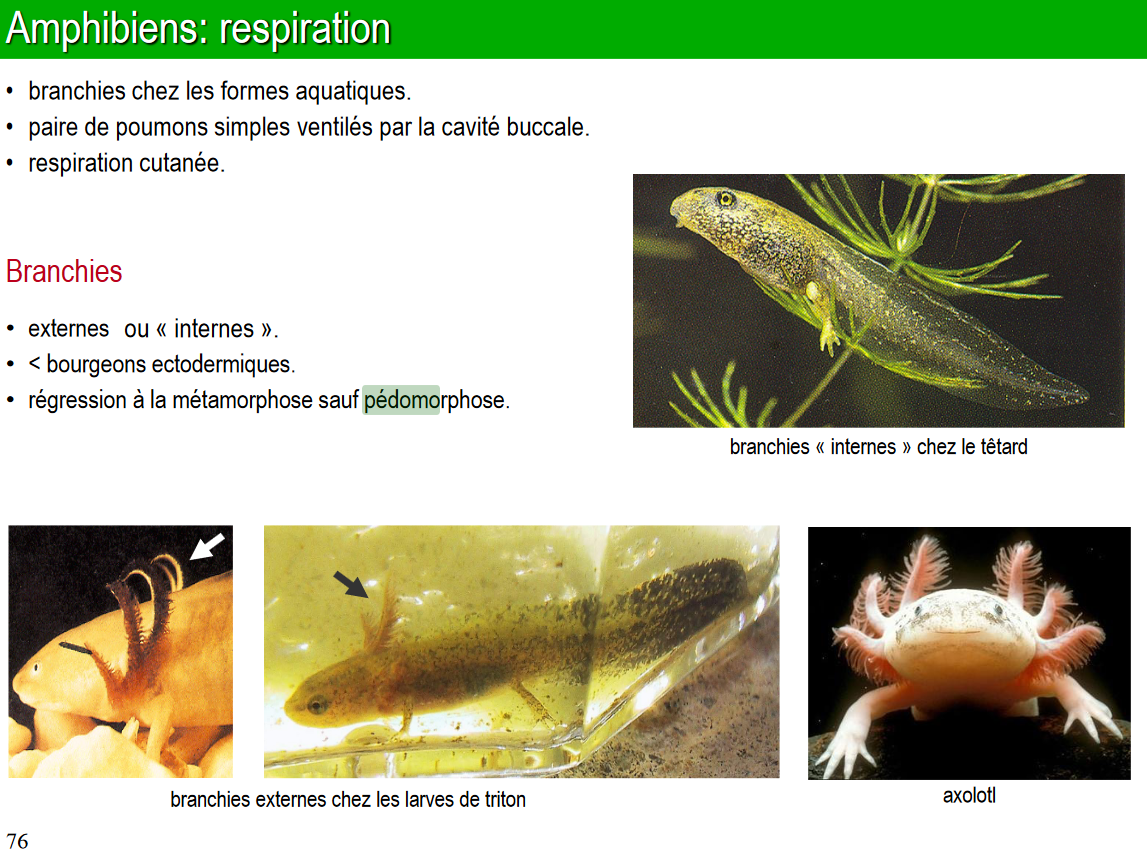 Amphibiens: respiration
• branchies chez les formes aquatiques.
• paire de poumons simples ventilés par la cavité buccale.
• respiration cutanée.
Branchies
• externes ou « internes ».
• < bourgeons ectodermiques.
• régression à la métamorphose sauf pédomorphose.
branchies « internes » chez le têtard
branchies externes chez les larves de triton
axolotl
76